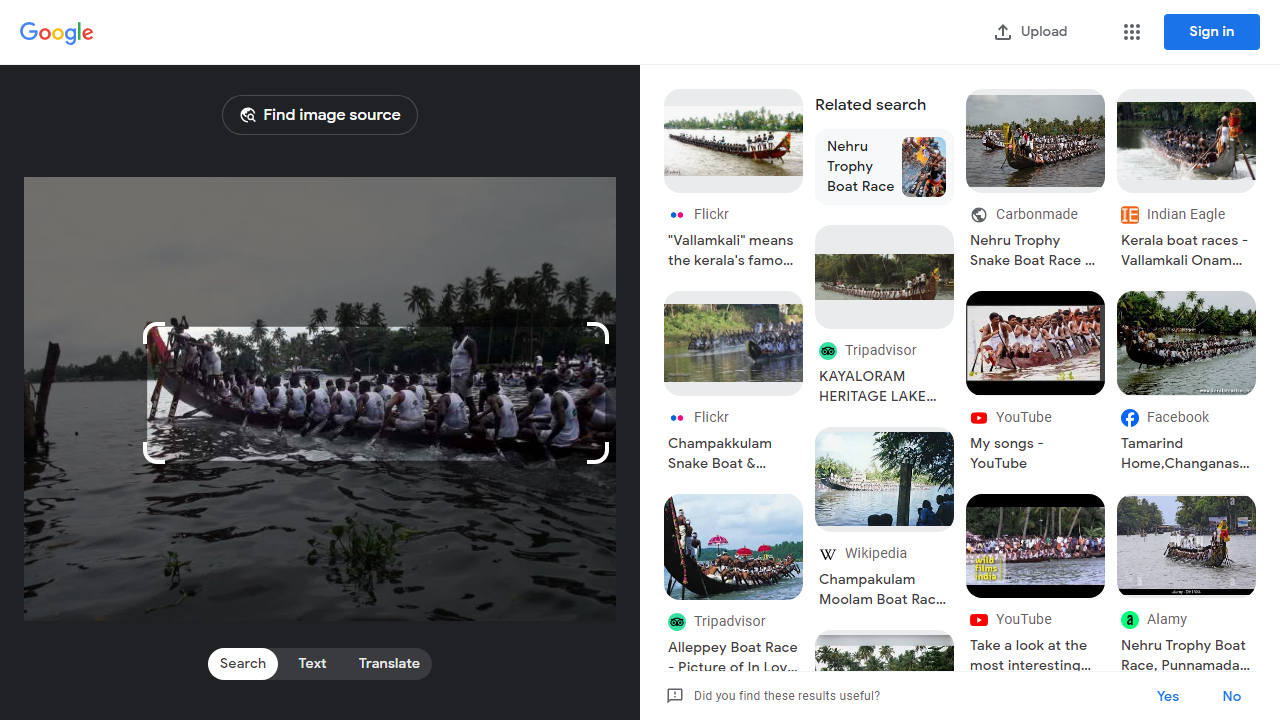 Google
Upload
Sign in
Find image source
Search
Text
Translate
Flickr
"Vallamkali" means
the kerala's famo...
Flickr
Champakkulam
Snake Boat &...
Tripadvisor
Alleppey Boat Race
- Picture of In Lov...
Related search
Nehru
Trophy
Boat Race
Tripadvisor
KAYALORAM
HERITAGE LAKE...
Wikipedia
Champakulam
Moolam Boat Rac...
Carbonmade
Nehru Trophy
Snake Boat Race ...
YouTube
My songs -
YouTube
Wild
films
india
YouTube
Take a look at the
most interesting...
IE
Indian Eagle
Kerala boat races -
Vallamkali Onam...
Facebook
Tamarind
Home,Changanas...
a
Alamy
Nehru Trophy Boat
Race, Punnamada...
Did you find these results useful?
Yes
No